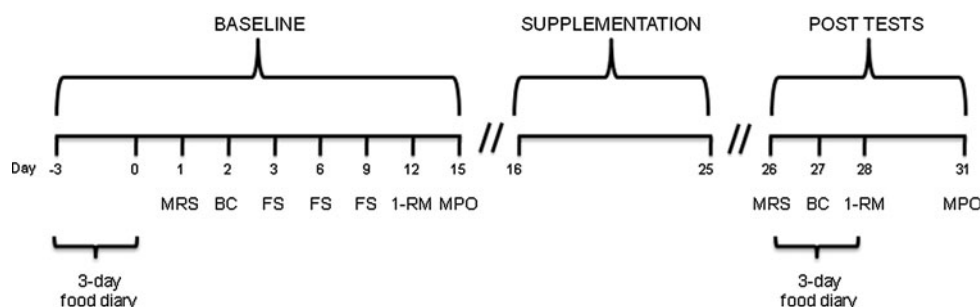 BASELINE SUPPLEMENTATION POST TESTS
Day -3 0 1 2 3 6 9 12 15 16 25 26 27 28 31
MRS BC FS FS FS 1-RM MPO MRS BC 1-RM MPO
3-day 3-day
food diary food diary